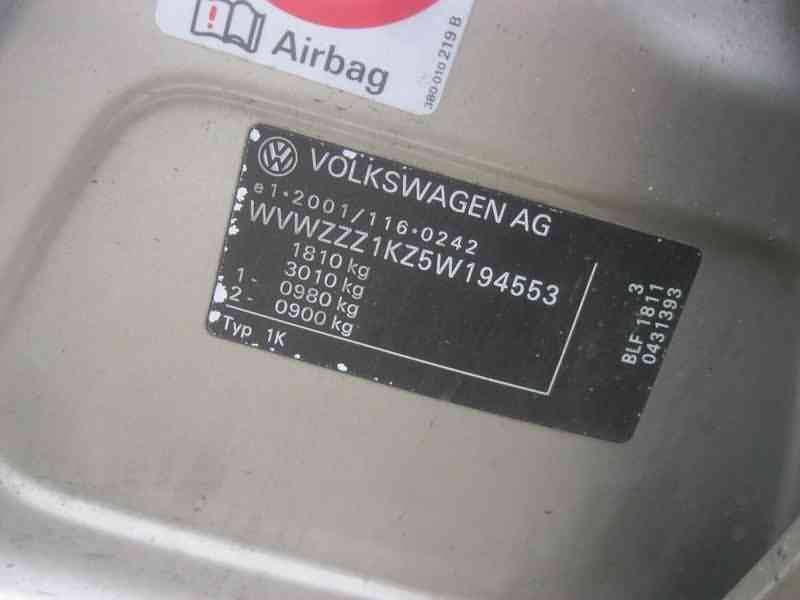 Airbag
3B0 010 219 B
VOLKSWAGEN AG
e1*2001/116*0242
WVWZZZ1KZ5W194553
1810 kg
3010 kg
1- 0980 kg
2- 0900 kg
Typ 1K
3
BLF 1811
0431393